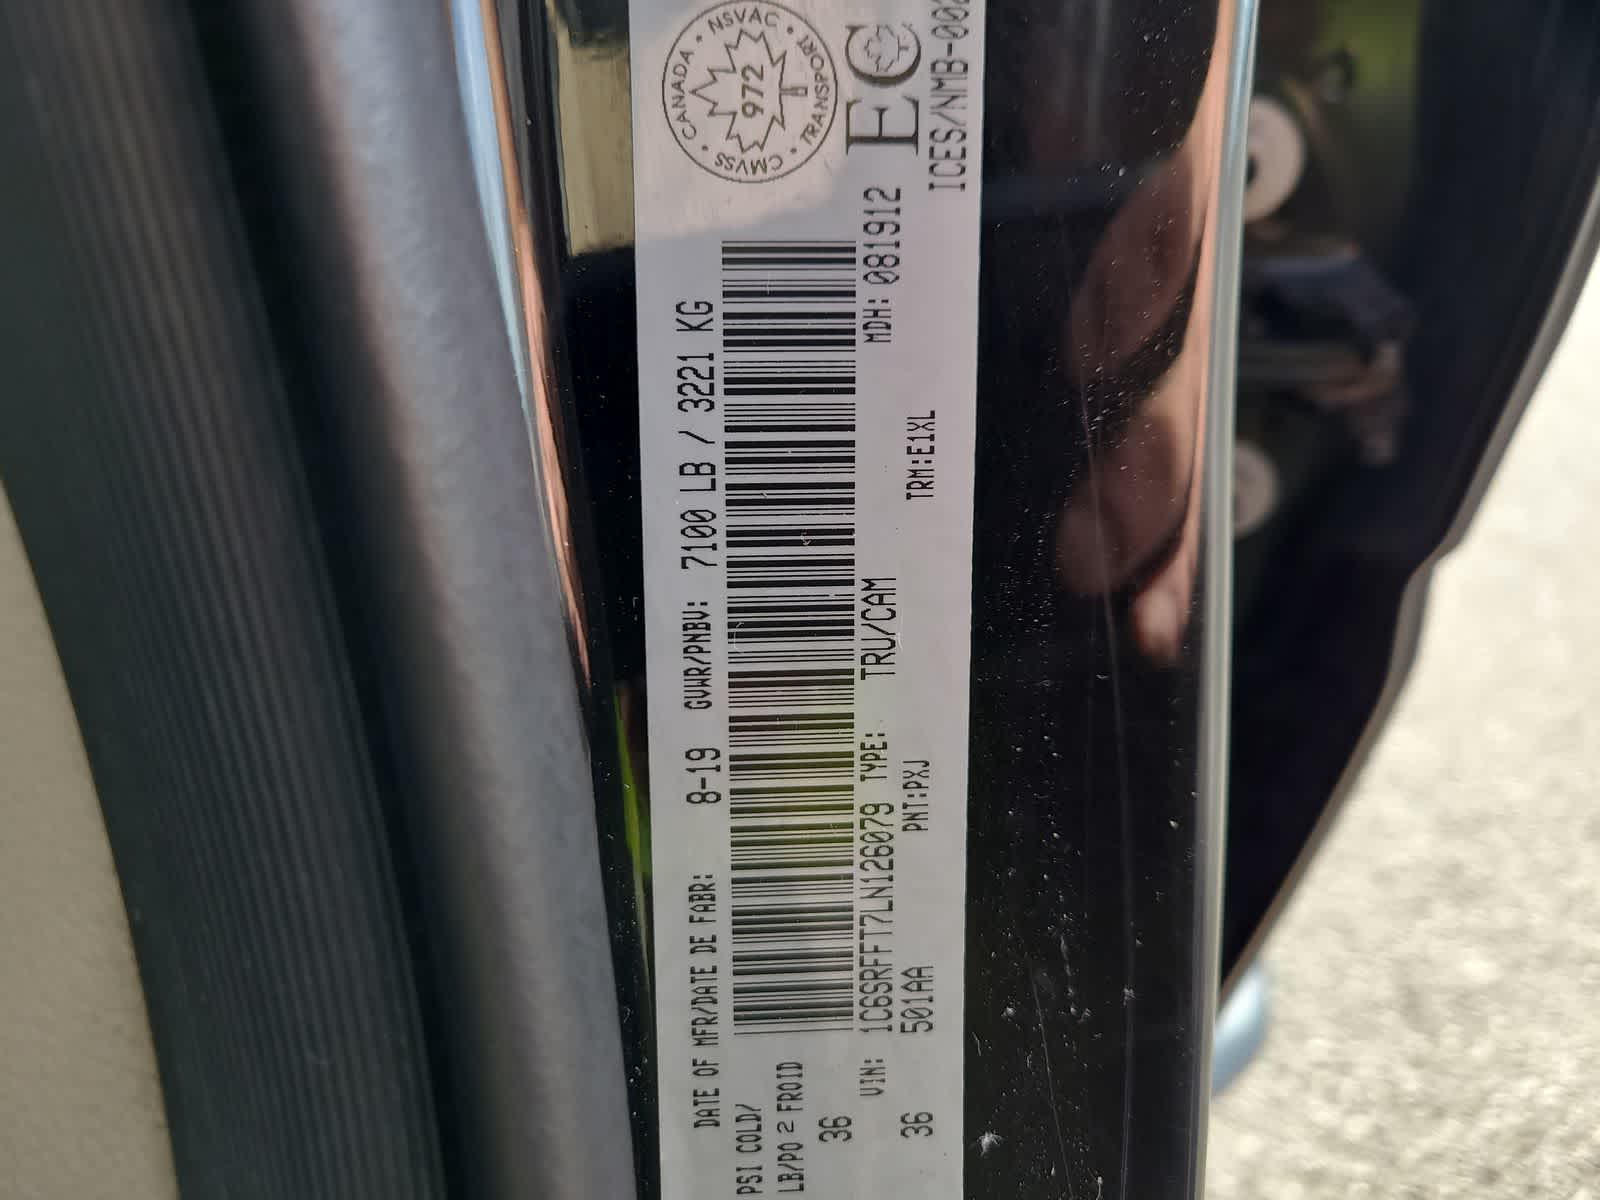 DATE OF MFR/DATE DE FABR: 8-19 GVWR/PNBV: 7100 LB / 3221 KG
PSI COLD/
LB/PO 2 FROID
36
VIN: 1C6SRFFT7LN126079 TYPE: TRU/CAM MDH: 081912
36 501AA PNT:PXJ TRM:E1XL
CANADA • NSVAC • TRANSPORT • CMVSS •
972
EC
ICES/NMB-00